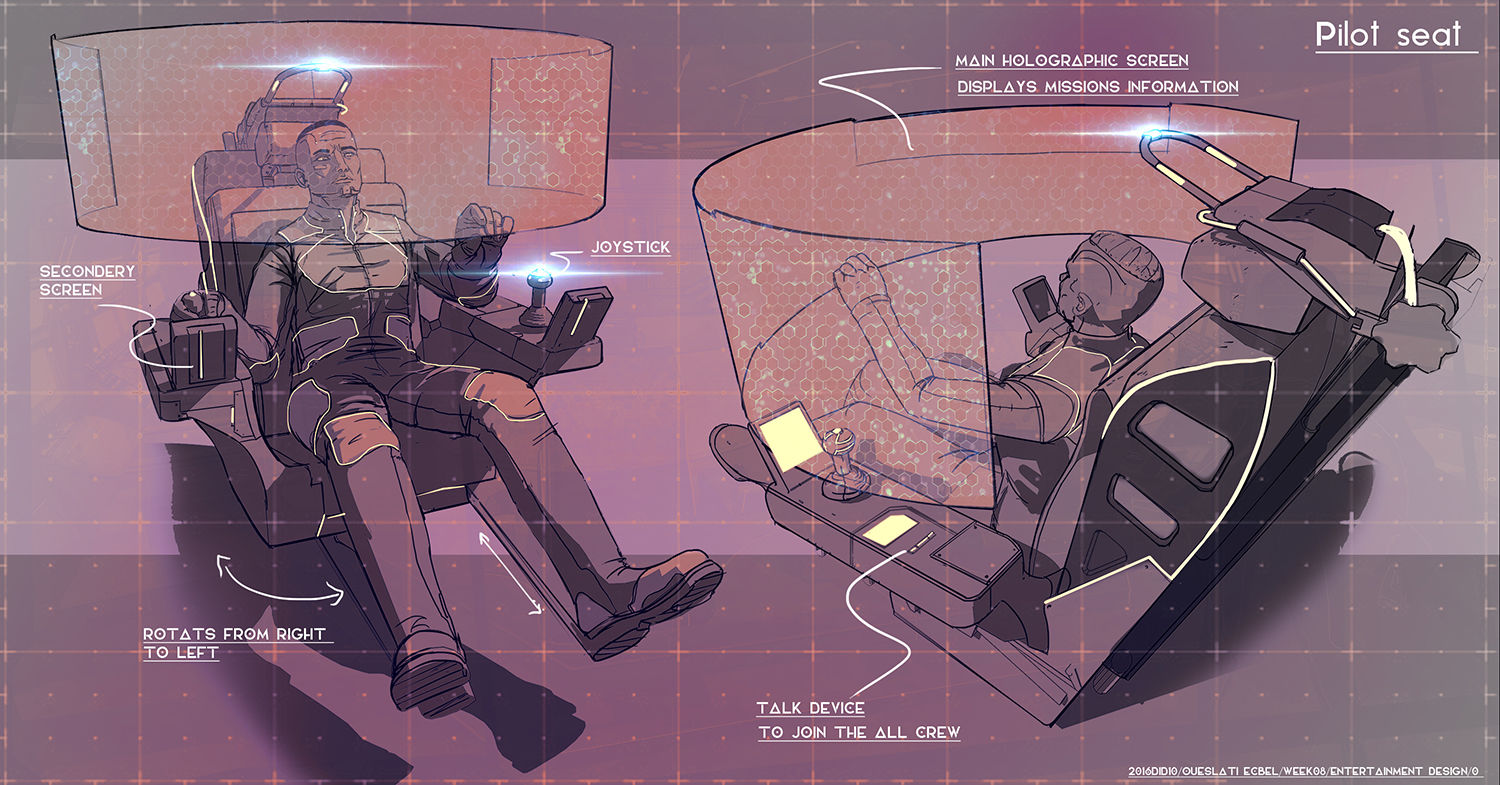 Pilot seat
MAIN HOLOGRAPHIC SCREEN
DISPLAYS MISSIONS INFORMATION
JOYSTICK
SECONDERY
SCREEN
ROTATS FROM RIGHT
TO LEFT
TALK DEVICE
TO JOIN THE ALL CREW
2016DID10/OUESLATI ECBEL/WEEK08/ENTERTAINMENT DESIGN/0